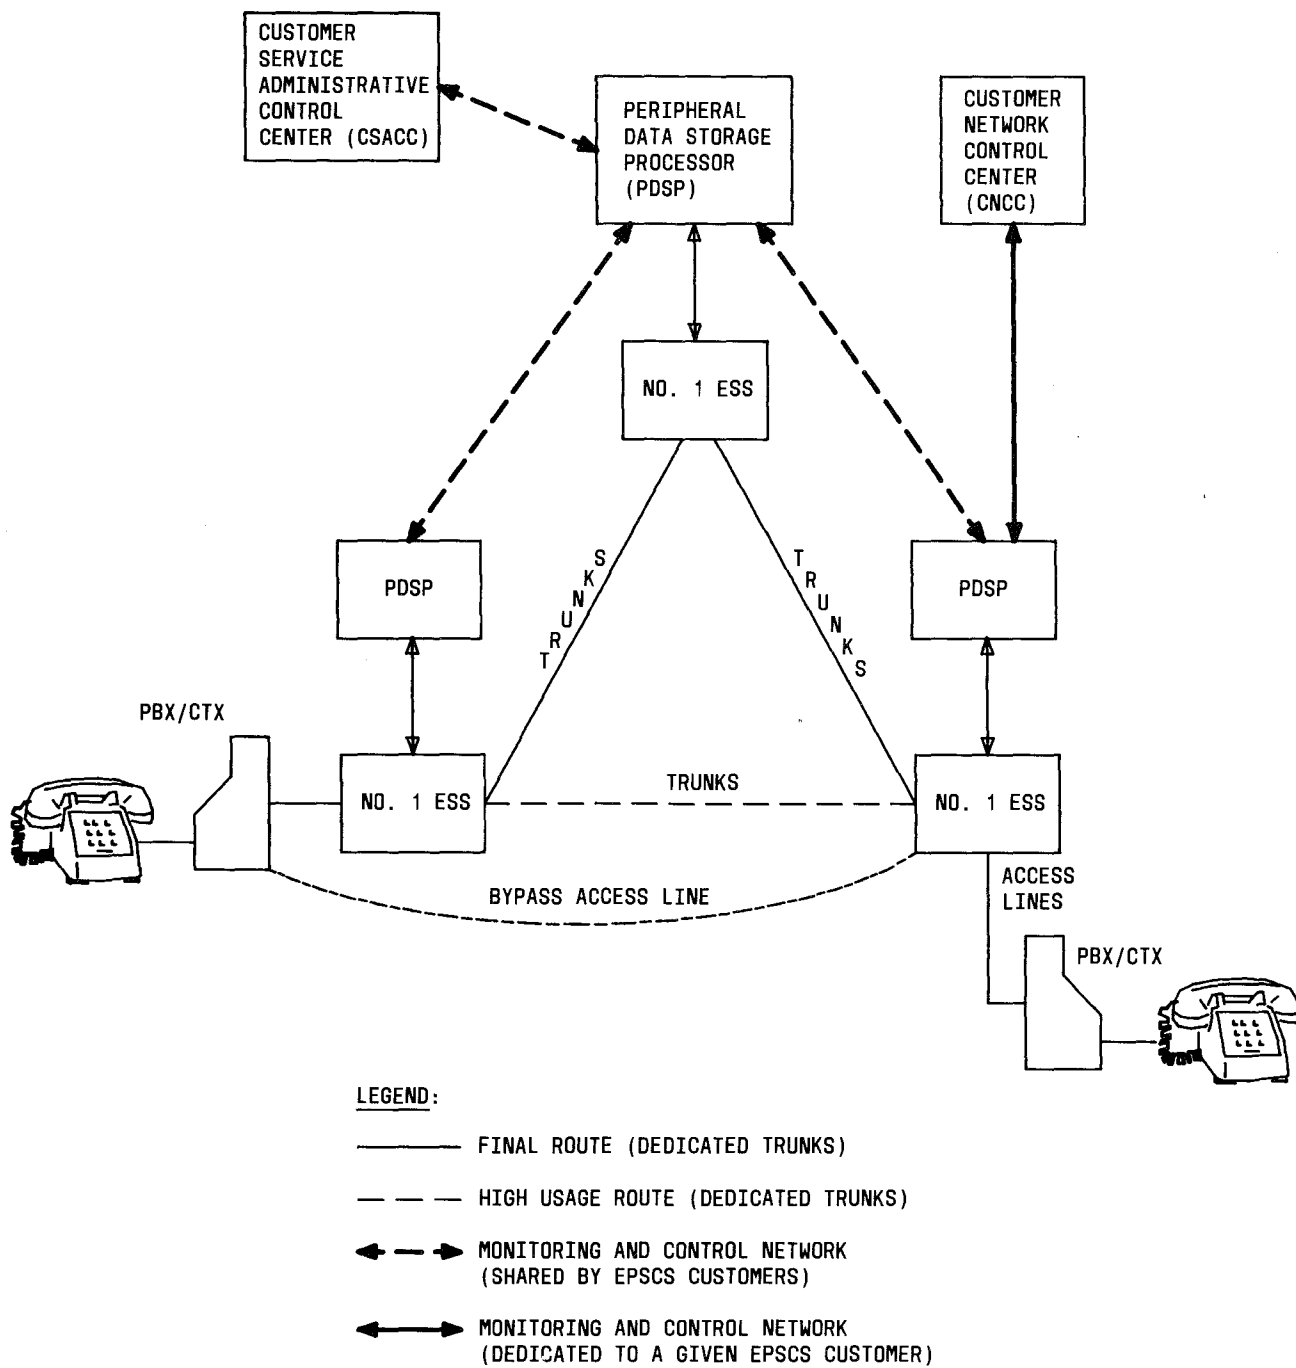 CUSTOMER
SERVICE
ADMINISTRATIVE
CONTROL
CENTER (CSACC)
PERIPHERAL
DATA STORAGE
PROCESSOR
(PDSP)
CUSTOMER
NETWORK
CONTROL
CENTER
(CNCC)
NO. 1 ESS
TRUNKS
TRUNKS
PDSP
PDSP
PBX/CTX
NO. 1 ESS
TRUNKS
NO. 1 ESS
BYPASS ACCESS LINE
ACCESS
LINES
PBX/CTX
LEGEND:
FINAL ROUTE (DEDICATED TRUNKS)
HIGH USAGE ROUTE (DEDICATED TRUNKS)
MONITORING AND CONTROL NETWORK
(SHARED BY EPSCS CUSTOMERS)
MONITORING AND CONTROL NETWORK
(DEDICATED TO A GIVEN EPSCS CUSTOMER)